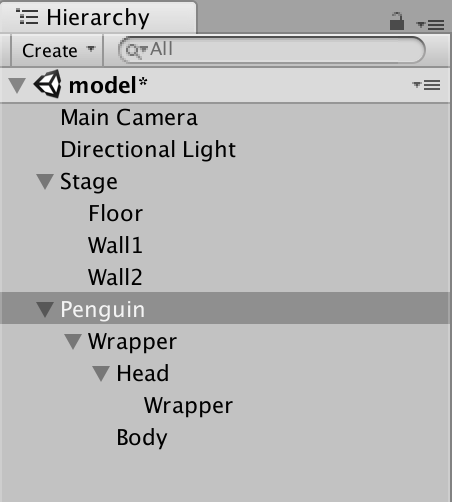 Hierarchy
Create All
model*
Main Camera
Directional Light
Stage
Floor
Wall1
Wall2
Penguin
Wrapper
Head
Wrapper
Body